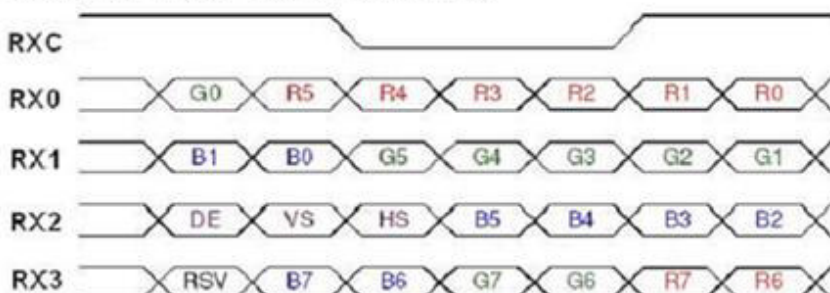 RXC
RX0 G0 R5 R4 R3 R2 R1 R0
RX1 B1 B0 G5 G4 G3 G2 G1
RX2 DE VS HS B5 B4 B3 B2
RX3 RSV B7 B6 G7 G6 R7 R6